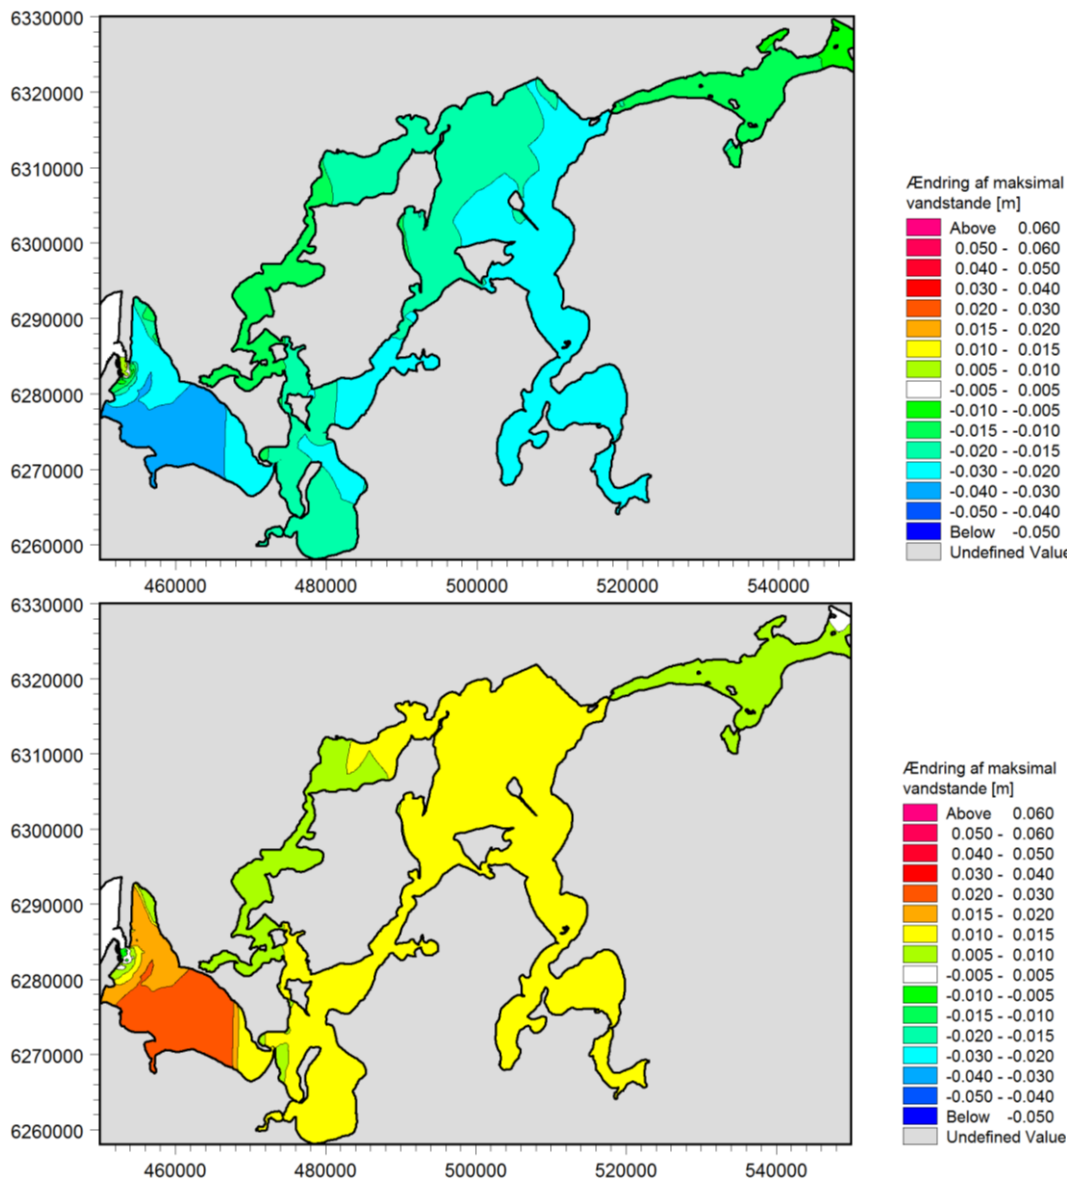 6330000
6320000
6310000
6300000
6290000
6280000
6270000
6260000
460000 480000 500000 520000 540000
Ændring af maksimal
vandstande [m]
Above 0.060
0.050 - 0.060
0.040 - 0.050
0.030 - 0.040
0.020 - 0.030
0.015 - 0.020
0.010 - 0.015
0.005 - 0.010
-0.005 - 0.005
-0.010 - -0.005
-0.015 - -0.010
-0.020 - -0.015
-0.030 - -0.020
-0.040 - -0.030
-0.050 - -0.040
Below -0.050
Undefined Value
6330000
6320000
6310000
6300000
6290000
6280000
6270000
6260000
460000 480000 500000 520000 540000
Ændring af maksimal
vandstande [m]
Above 0.060
0.050 - 0.060
0.040 - 0.050
0.030 - 0.040
0.020 - 0.030
0.015 - 0.020
0.010 - 0.015
0.005 - 0.010
-0.005 - 0.005
-0.010 - -0.005
-0.015 - -0.010
-0.020 - -0.015
-0.030 - -0.020
-0.040 - -0.030
-0.050 - -0.040
Below -0.050
Undefined Value